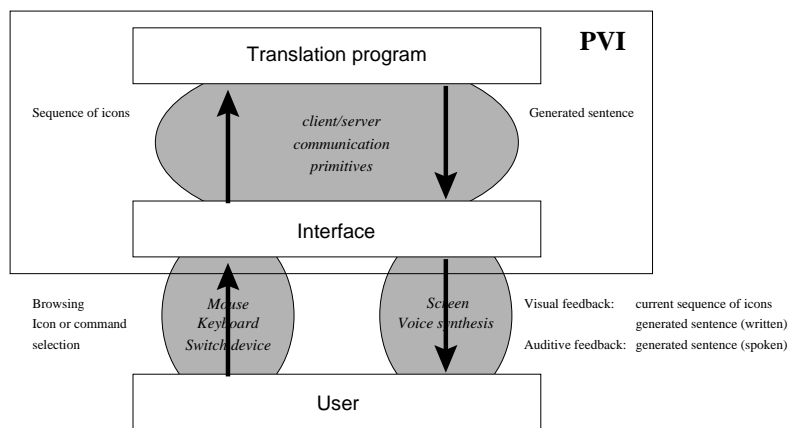 PVI
Translation program
Sequence of icons
client/server
communication
primitives
Generated sentence
Interface
Browsing
Icon or command
selection
Mouse
Keyboard
Switch device
Screen
Voice synthesis
Visual feedback: current sequence of icons
generated sentence (written)
Auditive feedback: generated sentence (spoken)
User